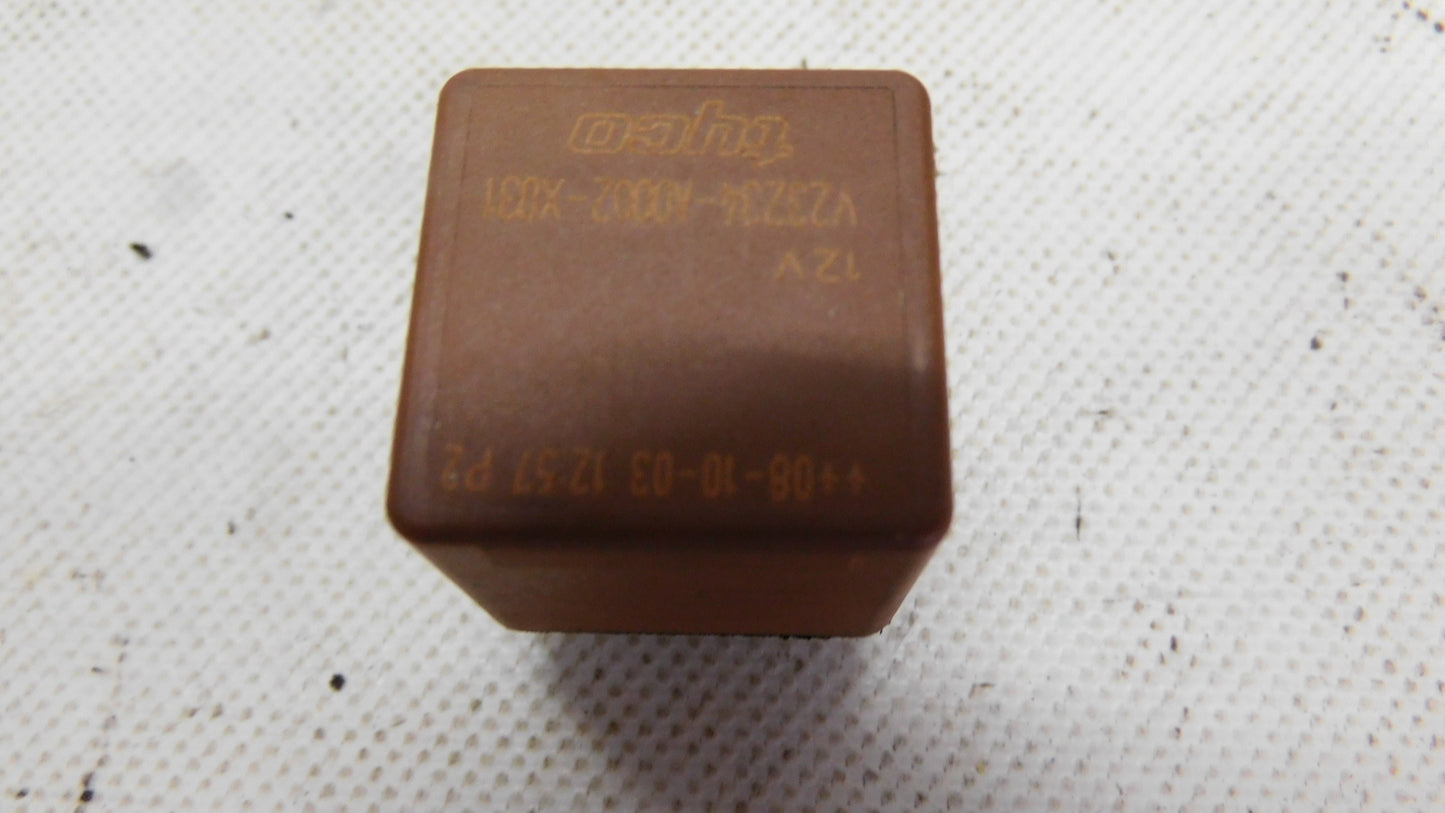 tyco
V23234-A0002-X031
12V
++08-10-03 12:57 P2